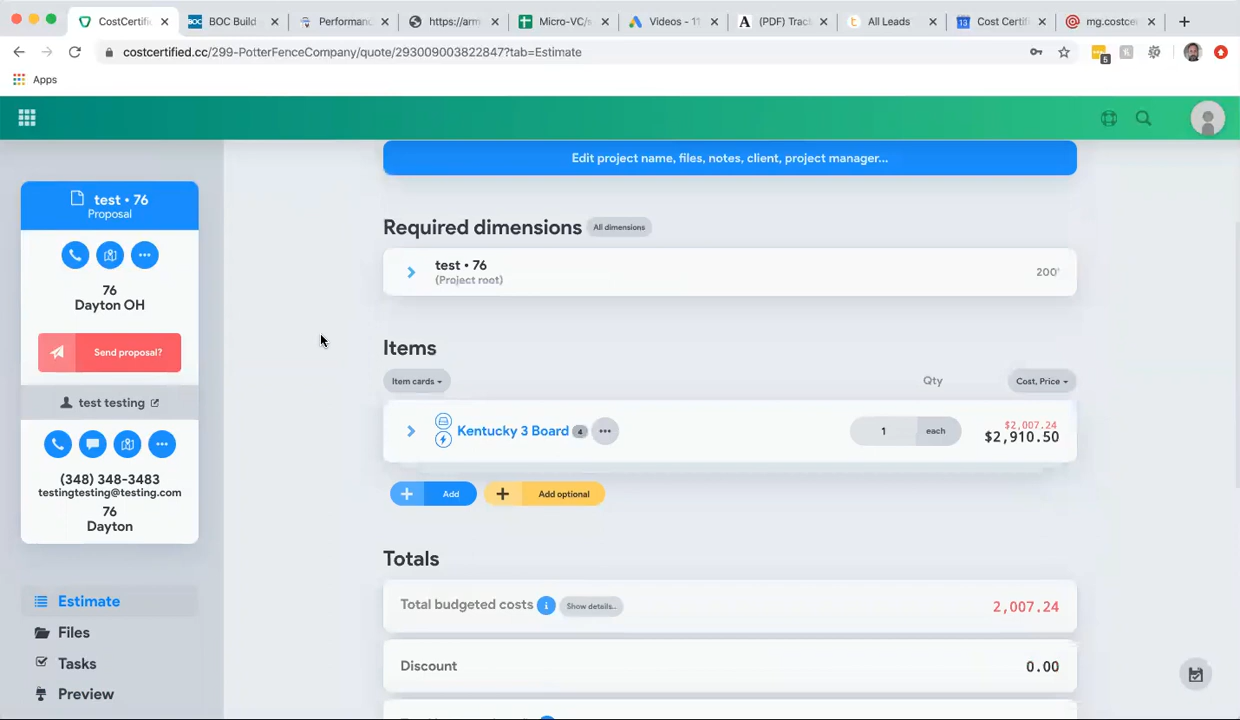 CostCertifi
BOC Build
Performanc
https://arm
Micro-VC/s
Videos - 11
(PDF) Trac
All Leads
Cost Certif
mg.costce
costcertified.cc/299-PotterFenceCompany/quote/293009003822847?tab=Estimate
5
Apps
Edit project name, files, notes, client, project manager...
test • 76
Proposal
76
Dayton OH
Send proposal?
test testing
(348) 348-3483
testingtesting@testing.com
76
Dayton
Estimate
Files
Tasks
Preview
Required dimensions
All dimensions
test • 76
(Project root)
200'
Items
Item cards
Qty
Cost, Price
Kentucky 3 Board 4
1 each
$2,007.24
$2,910.50
+ Add
+ Add optional
Totals
Total budgeted costs
Show details..
2,007.24
Discount
0.00